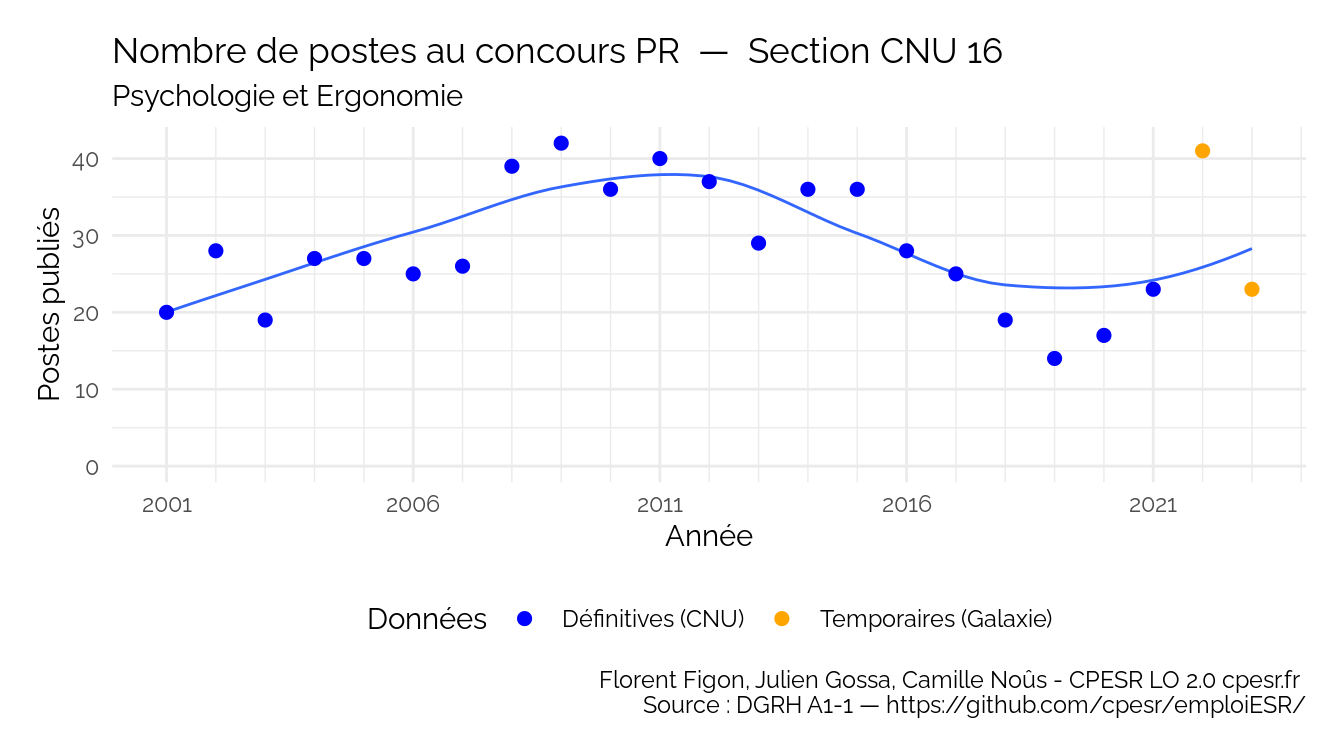 Nombre de postes au concours PR — Section CNU 16
Psychologie et Ergonomie
Postes publiés
40
30
20
10
0
2001 2006 2011 2016 2021
Année
Données Définitives (CNU) Temporaires (Galaxie)
Florent Figon, Julien Gossa, Camille Noûs - CPESR LO 2.0 cpesr.fr
Source : DGRH A1-1 — https://github.com/cpesr/emploiESR/